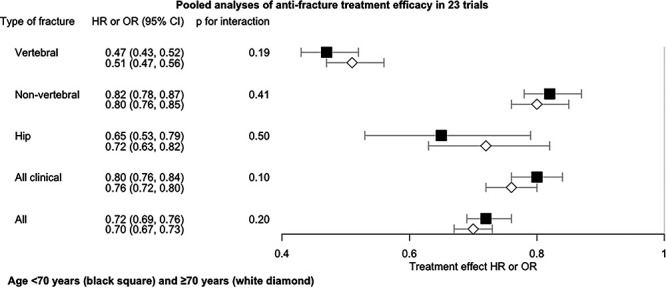 Pooled analyses of anti-fracture treatment efficacy in 23 trials
Type of fracture HR or OR (95% CI) p for interaction
Vertebral 0.47 (0.43, 0.52) 0.19
0.51 (0.47, 0.56)
Non-vertebral 0.82 (0.78, 0.87) 0.41
0.80 (0.76, 0.85)
Hip 0.65 (0.53, 0.79) 0.50
0.72 (0.63, 0.82)
All clinical 0.80 (0.76, 0.84) 0.10
0.76 (0.72, 0.80)
All 0.72 (0.69, 0.76) 0.20
0.70 (0.67, 0.73)
0.4 0.6 0.8 1
Treatment effect HR or OR
Age <70 years (black square) and ≥70 years (white diamond)